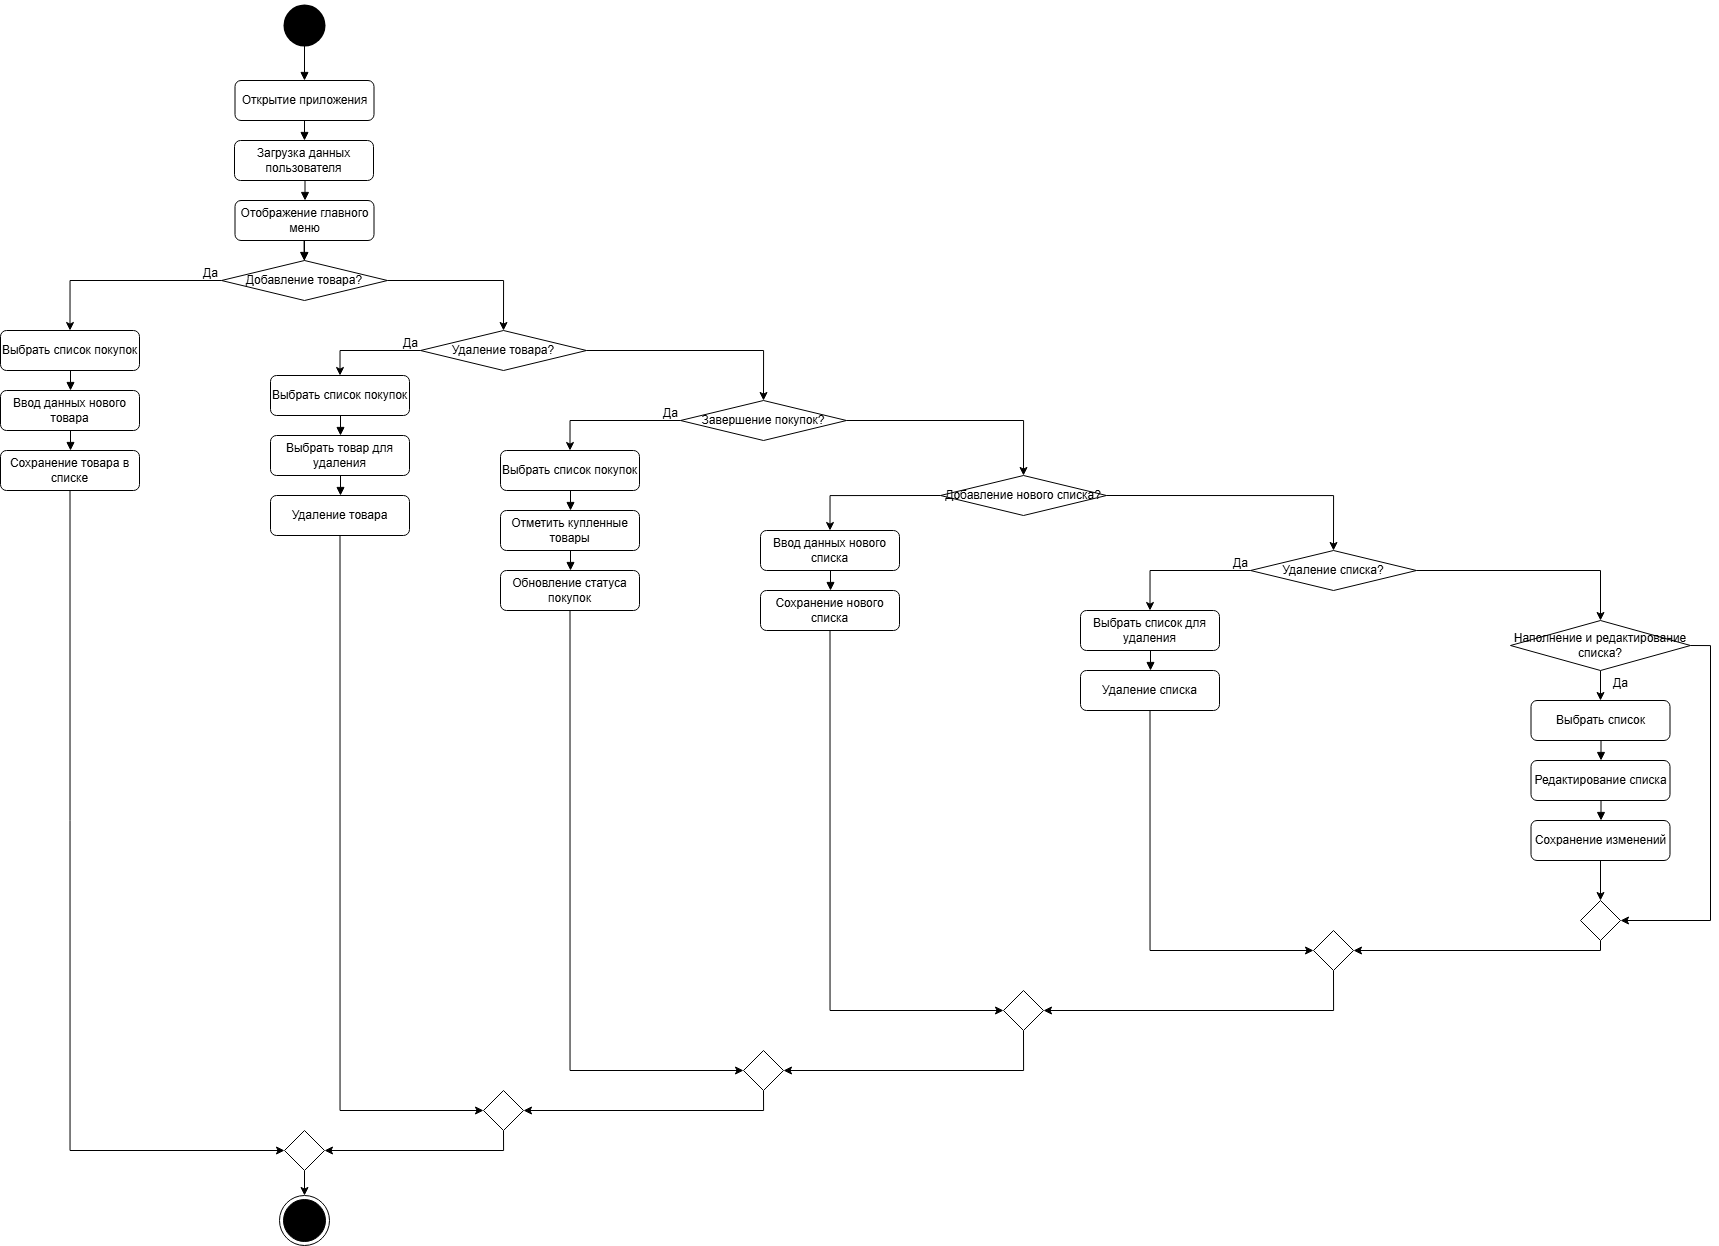 Открытие приложения
Загрузка данных
пользователя
Отображение главного
меню
Да
Добавление товара?
Выбрать список покупок
Ввод данных нового
товара
Сохранение товара в
списке
Да
Удаление товара?
Выбрать список покупок
Выбрать товар для
удаления
Удаление товара
Да
Завершение покупок?
Выбрать список покупок
Отметить купленные
товары
Обновление статуса
покупок
Добавление нового списка?
Ввод данных нового
списка
Сохранение нового
списка
Да
Удаление списка?
Выбрать список для
удаления
Удаление списка
Наполнение и редактирование
списка?
Да
Выбрать список
Редактирование списка
Сохранение изменений